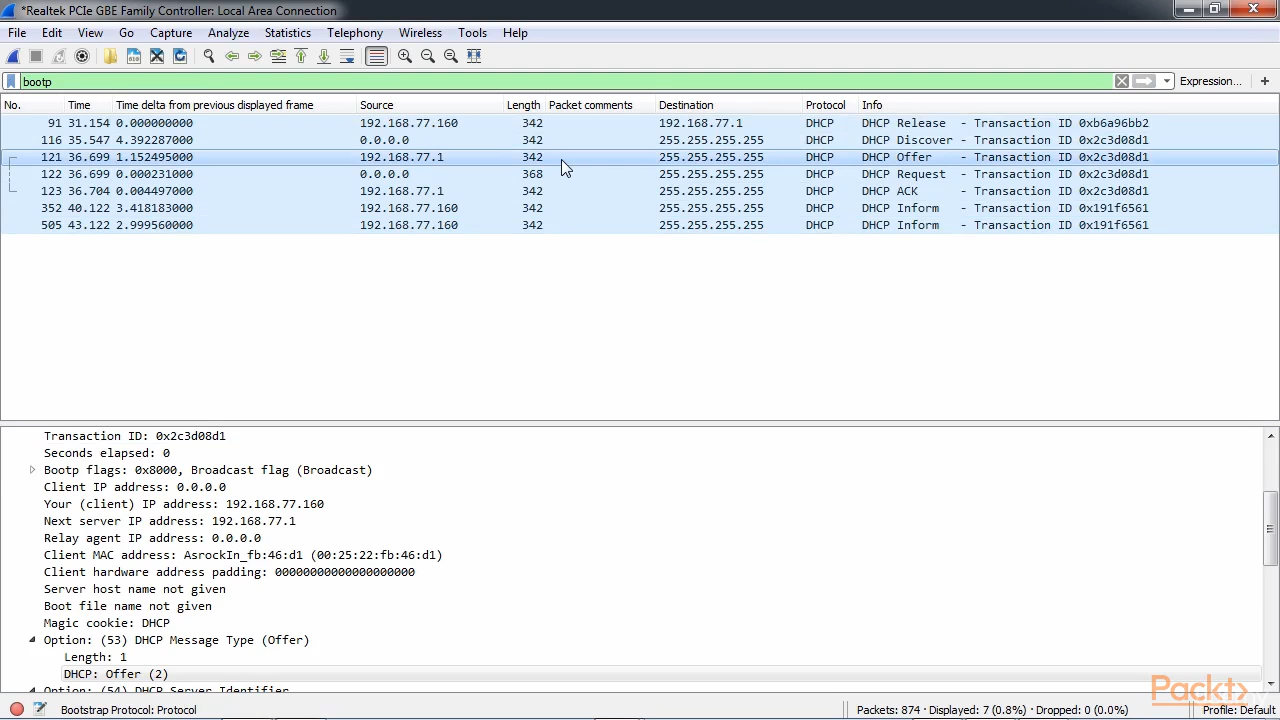 *Realtek PCIe GBE Family Controller: Local Area Connection
File Edit View Go Capture Analyze Statistics Telephony Wireless Tools Help
bootp Expression... +
No. Time Time delta from previous displayed frame Source Length Packet comments Destination Protocol Info
91 31.154 0.000000000 192.168.77.160 342 192.168.77.1 DHCP DHCP Release - Transaction ID 0xb6a96bb2
116 35.547 4.392287000 0.0.0.0 342 255.255.255.255 DHCP DHCP Discover - Transaction ID 0x2c3d08d1
121 36.699 1.152495000 192.168.77.1 342 255.255.255.255 DHCP DHCP Offer - Transaction ID 0x2c3d08d1
122 36.699 0.000231000 0.0.0.0 368 255.255.255.255 DHCP DHCP Request - Transaction ID 0x2c3d08d1
123 36.704 0.004497000 192.168.77.1 342 255.255.255.255 DHCP DHCP ACK - Transaction ID 0x2c3d08d1
352 40.122 3.418183000 192.168.77.160 342 255.255.255.255 DHCP DHCP Inform - Transaction ID 0x191f6561
505 43.122 2.999560000 192.168.77.160 342 255.255.255.255 DHCP DHCP Inform - Transaction ID 0x191f6561
Transaction ID: 0x2c3d08d1
Seconds elapsed: 0
Bootp flags: 0x8000, Broadcast flag (Broadcast)
Client IP address: 0.0.0.0
Your (client) IP address: 192.168.77.160
Next server IP address: 192.168.77.1
Relay agent IP address: 0.0.0.0
Client MAC address: AsrockIn_fb:46:d1 (00:25:22:fb:46:d1)
Client hardware address padding: 00000000000000000000
Server host name not given
Boot file name not given
Magic cookie: DHCP
Option: (53) DHCP Message Type (Offer)
Length: 1
DHCP: Offer (2)
Option: (54) DHCP Server Identifier
Packt
Bootstrap Protocol: Protocol Packets: 874 · Displayed: 7 (0.8%) · Dropped: 0 (0.0%) Profile: Default